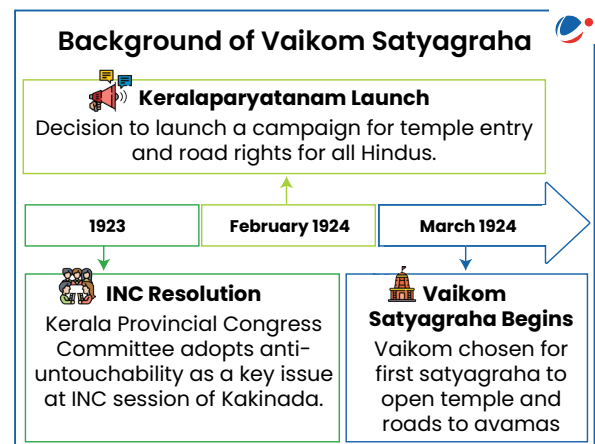 Background of Vaikom Satyagraha
Keralaparyatanam Launch
Decision to launch a campaign for temple entry
and road rights for all Hindus.
1923
February 1924
March 1924
INC Resolution
Kerala Provincial Congress
Committee adopts anti-
untouchability as a key issue
at INC session of Kakinada.
Vaikom
Satyagraha Begins
Vaikom chosen for
first satyagraha to
open temple and
roads to avamas